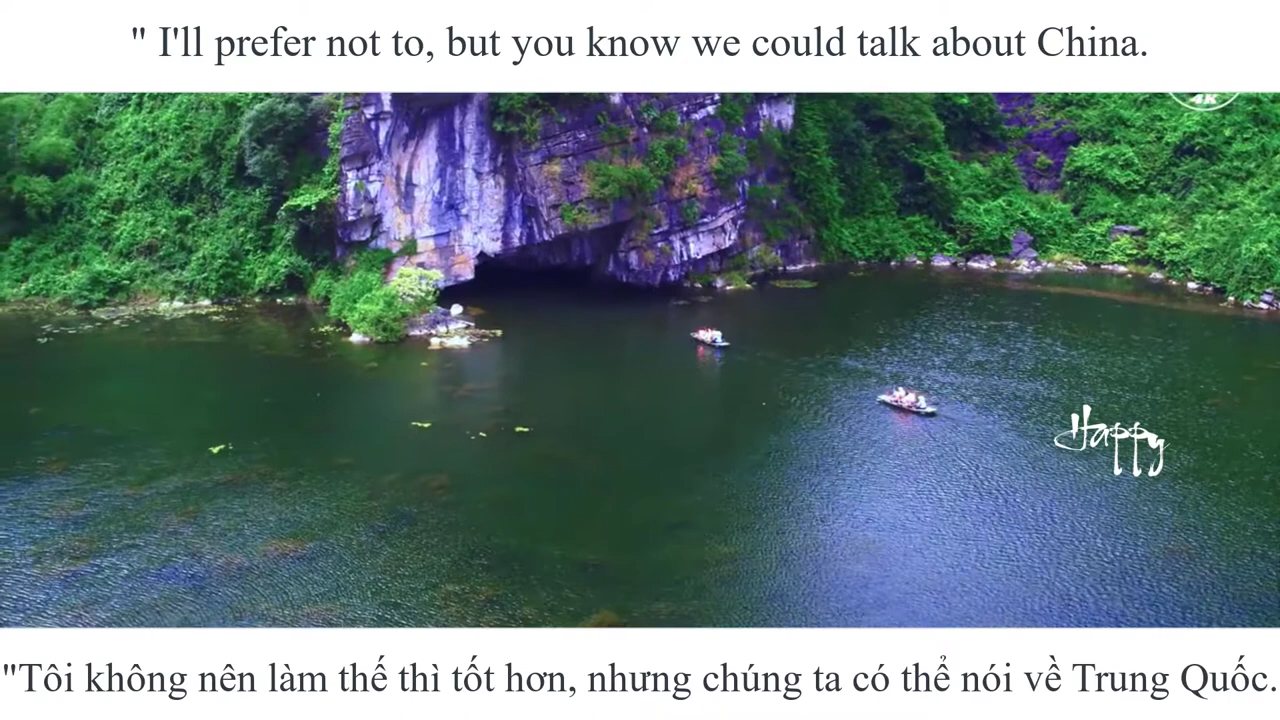 " I'll prefer not to, but you know we could talk about China.
4K
Happy
"Tôi không nên làm thế thì tốt hơn, nhưng chúng ta có thể nói về Trung Quốc.